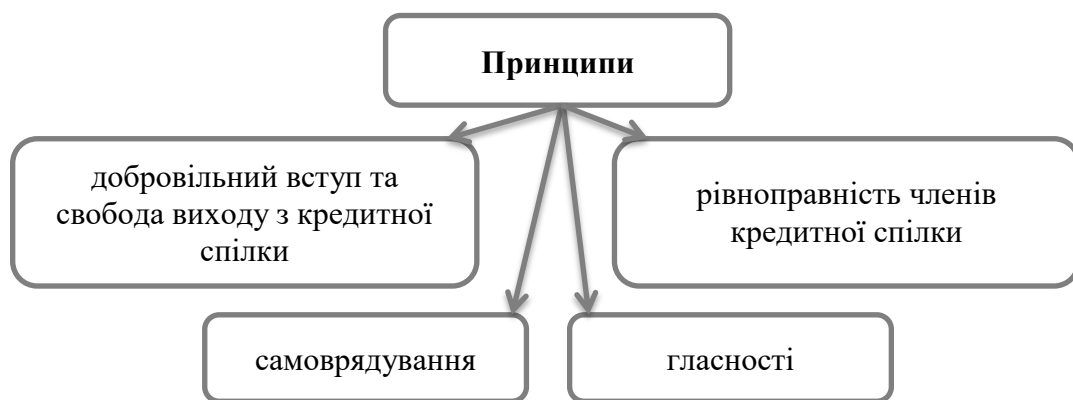 Принципи
добровільний вступ та
свобода виходу з кредитної
спілки
рівноправність членів
кредитної спілки
самоврядування
гласності